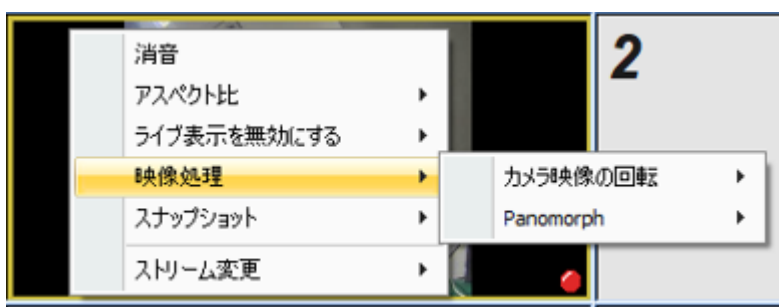 消音
アスペクト比
ライブ表示を無効にする
映像処理
スナップショット
ストリーム変更
カメラ映像の回転
Panomorph
2